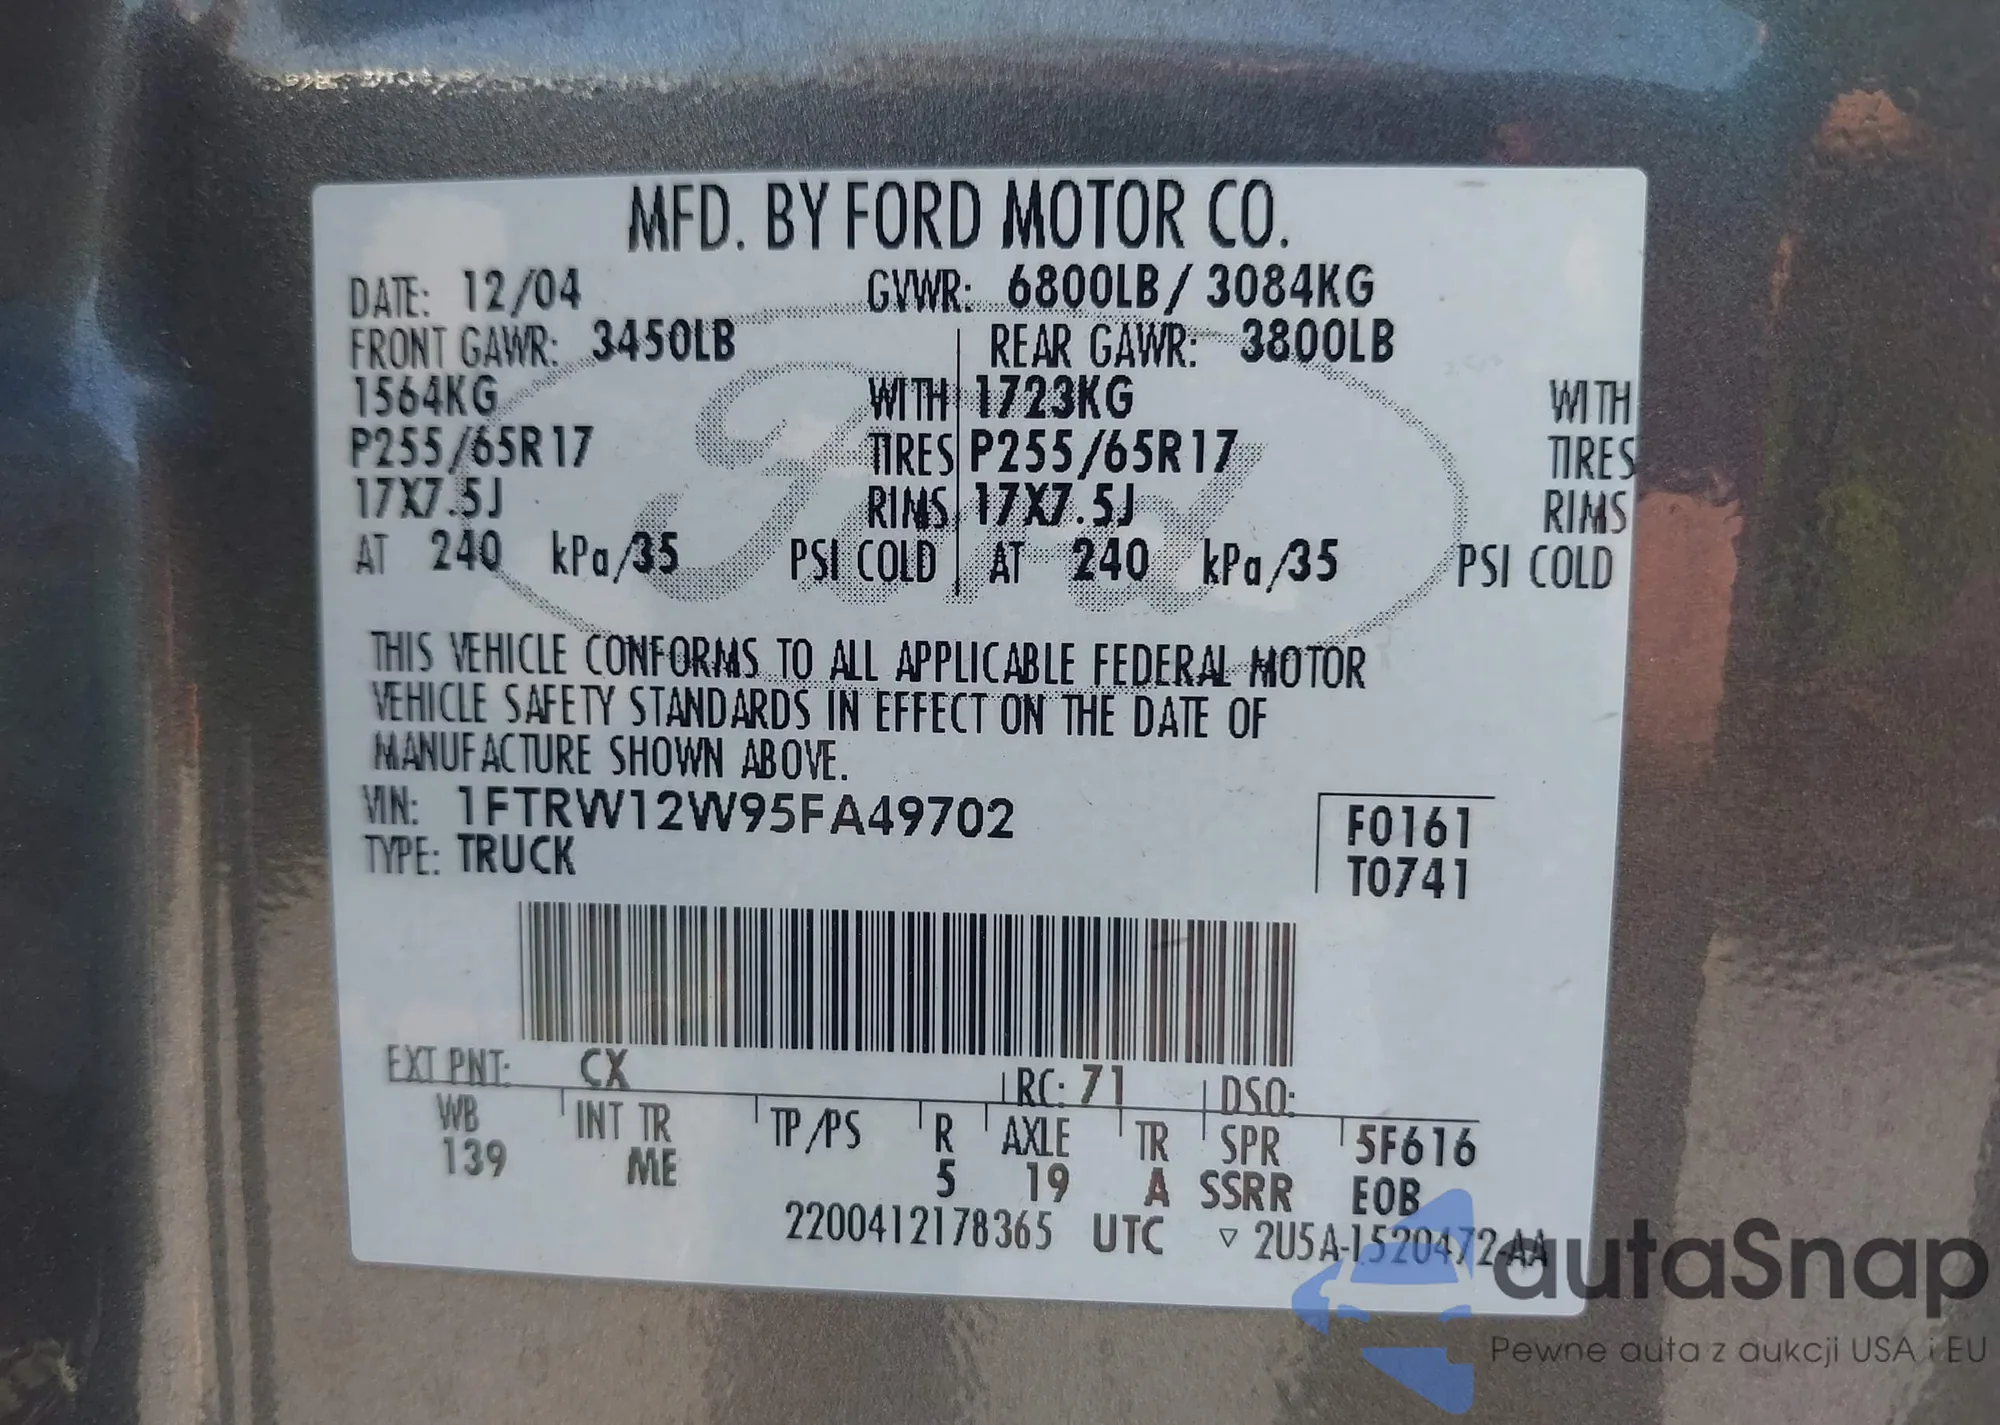 MFD. BY FORD MOTOR CO.
DATE: 12/04 GVWR: 6800LB/ 3084KG
FRONT GAWR: 3450LB REAR GAWR: 3800LB
1564KG WITH 1723KG WITH
P255/65R17 TIRES P255/65R17 TIRES
17X7.5J RIMS 17X7.5J RIMS
AT 240 kPa/35 PSI COLD AT 240 kPa/35 PSI COLD
Ford
THIS VEHICLE CONFORMS TO ALL APPLICABLE FEDERAL MOTOR
VEHICLE SAFETY STANDARDS IN EFFECT ON THE DATE OF
MANUFACTURE SHOWN ABOVE.
VIN: 1FTRW12W95FA49702 F0161
TYPE: TRUCK T0741
EXT PNT: CX RC: 71 DSO:
WB INT TR TP/PS R AXLE TR SPR 5F616
139 ME 5 19 A SSRR EOB
2200412178365 UTC ▽ 2U5A-1520472-AA
autaSnap
Pewne auta z aukcji USA i EU